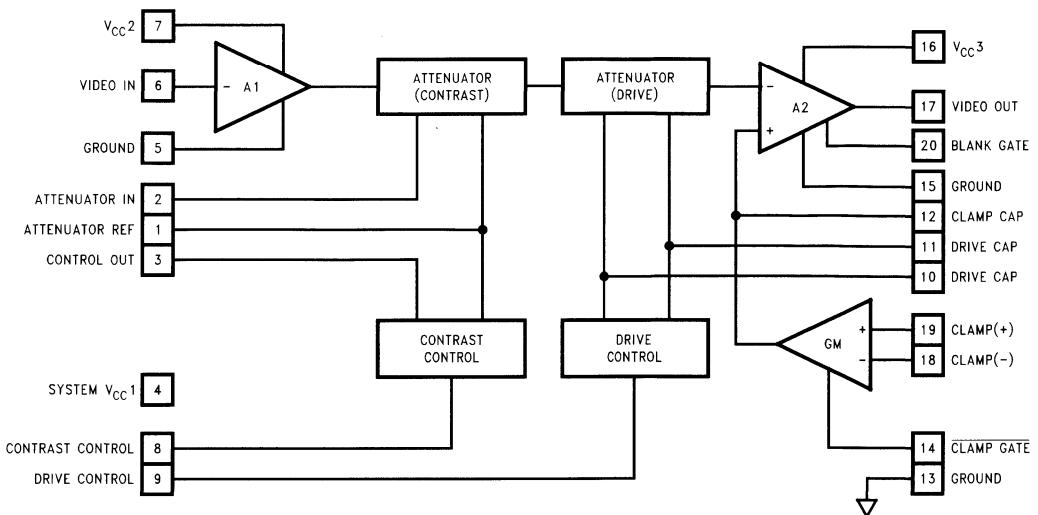 V_CC2 7
VIDEO IN 6
GROUND 5
ATTENUATOR IN 2
ATTENUATOR REF 1
CONTROL OUT 3
SYSTEM V_CC1 4
CONTRAST CONTROL 8
DRIVE CONTROL 9
- A1
ATTENUATOR
(CONTRAST)
ATTENUATOR
(DRIVE)
CONTRAST
CONTROL
DRIVE
CONTROL
-
A2
+
GM
+
-
16 V_CC3
17 VIDEO OUT
20 BLANK GATE
15 GROUND
12 CLAMP CAP
11 DRIVE CAP
10 DRIVE CAP
19 CLAMP(+)
18 CLAMP(-)
14 CLAMP GATE
13 GROUND